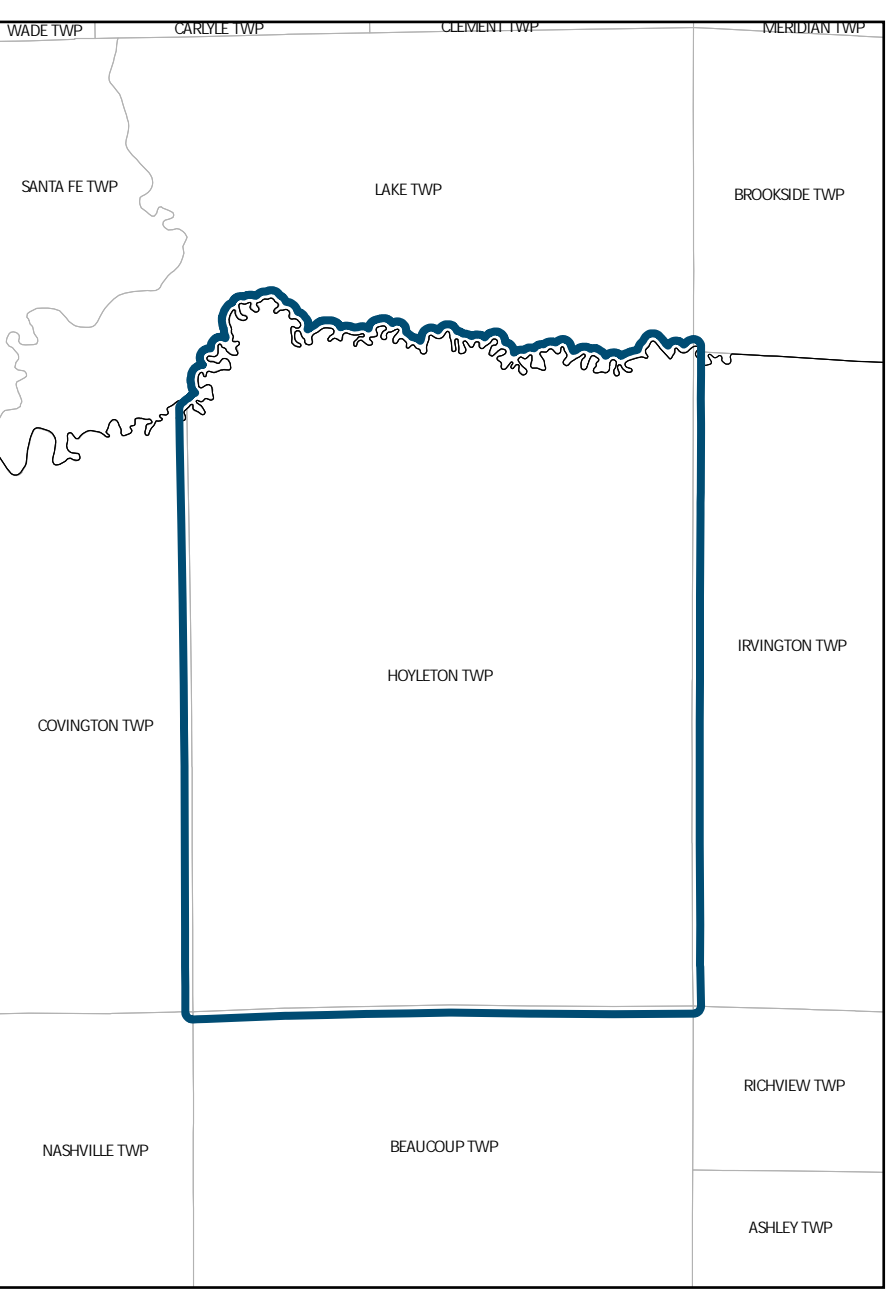 WADE TWP
CARLYLE TWP
CLEMENT TWP
MERIDIAN TWP
SANTA FE TWP
LAKE TWP
BROOKSIDE TWP
IRVINGTON TWP
HOYLETON TWP
COVINGTON TWP
RICHVIEW TWP
NASHVILLE TWP
BEAUCOUP TWP
ASHLEY TWP